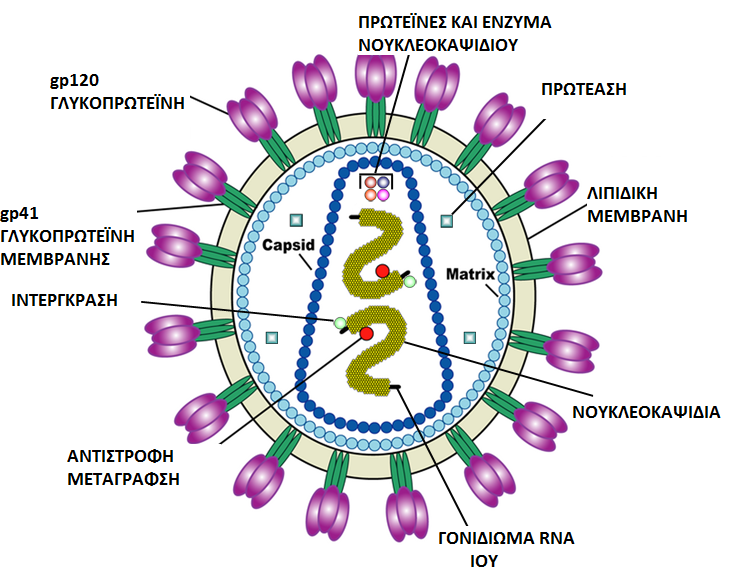 ΠΡΩΤΕΪΝΕΣ ΚΑΙ ΕΝΖΥΜΑ
ΝΟΥΚΛΕΟΚΑΨΙΔΙΟΥ
gp120
ΓΛΥΚΟΠΡΩΤΕΪΝΗ
ΠΡΩΤΕΑΣΗ
ΛΙΠΙΔΙΚΗ
ΜΕΜΒΡΑΝΗ
gp41
ΓΛΥΚΟΠΡΩΤΕΪΝΗ
ΜΕΜΒΡΑΝΗΣ
Capsid
Matrix
ΙΝΤΕΡΓΚΡΑΣΗ
ΝΟΥΚΛΕΟΚΑΨΙΔΙΑ
ΑΝΤΙΣΤΡΟΦΗ
ΜΕΤΑΓΡΑΦΣΗ
ΓΟΝΙΔΙΩΜΑ RNA
ΙΟΥ